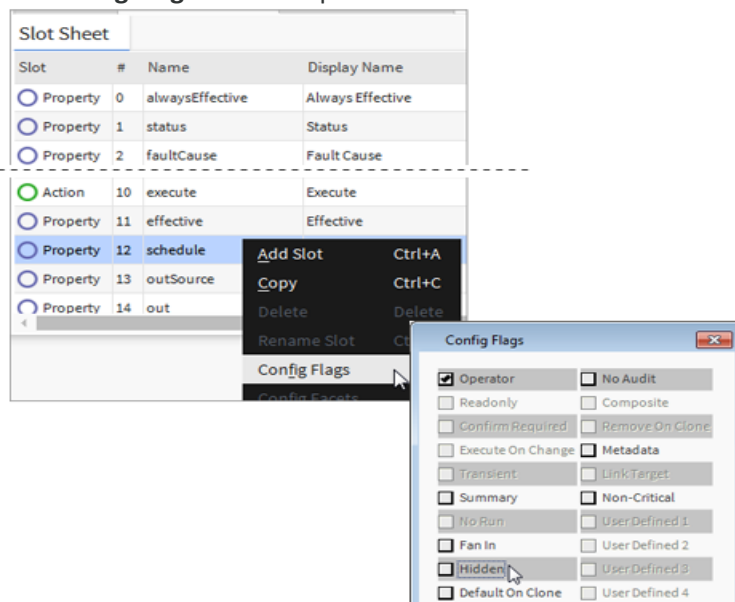 Slot Sheet
Slot # Name Display Name
Property 0 alwaysEffective Always Effective
Property 1 status Status
Property 2 faultCause Fault Cause
Action 10 execute Execute
Property 11 effective Effective
Property 12 schedule
Property 13 outSource
Property 14 out
Add Slot Ctrl+A
Copy Ctrl+C
Delete Delete
Rename Slot
Config Flags
Config Facets
Config Flags
Operator No Audit
Readonly Composite
Confirm Required Remove On Clone
Execute On Change Metadata
Transient Link Target
Summary Non-Critical
No Run User Defined 1
Fan In User Defined 2
Hidden User Defined 3
Default On Clone User Defined 4